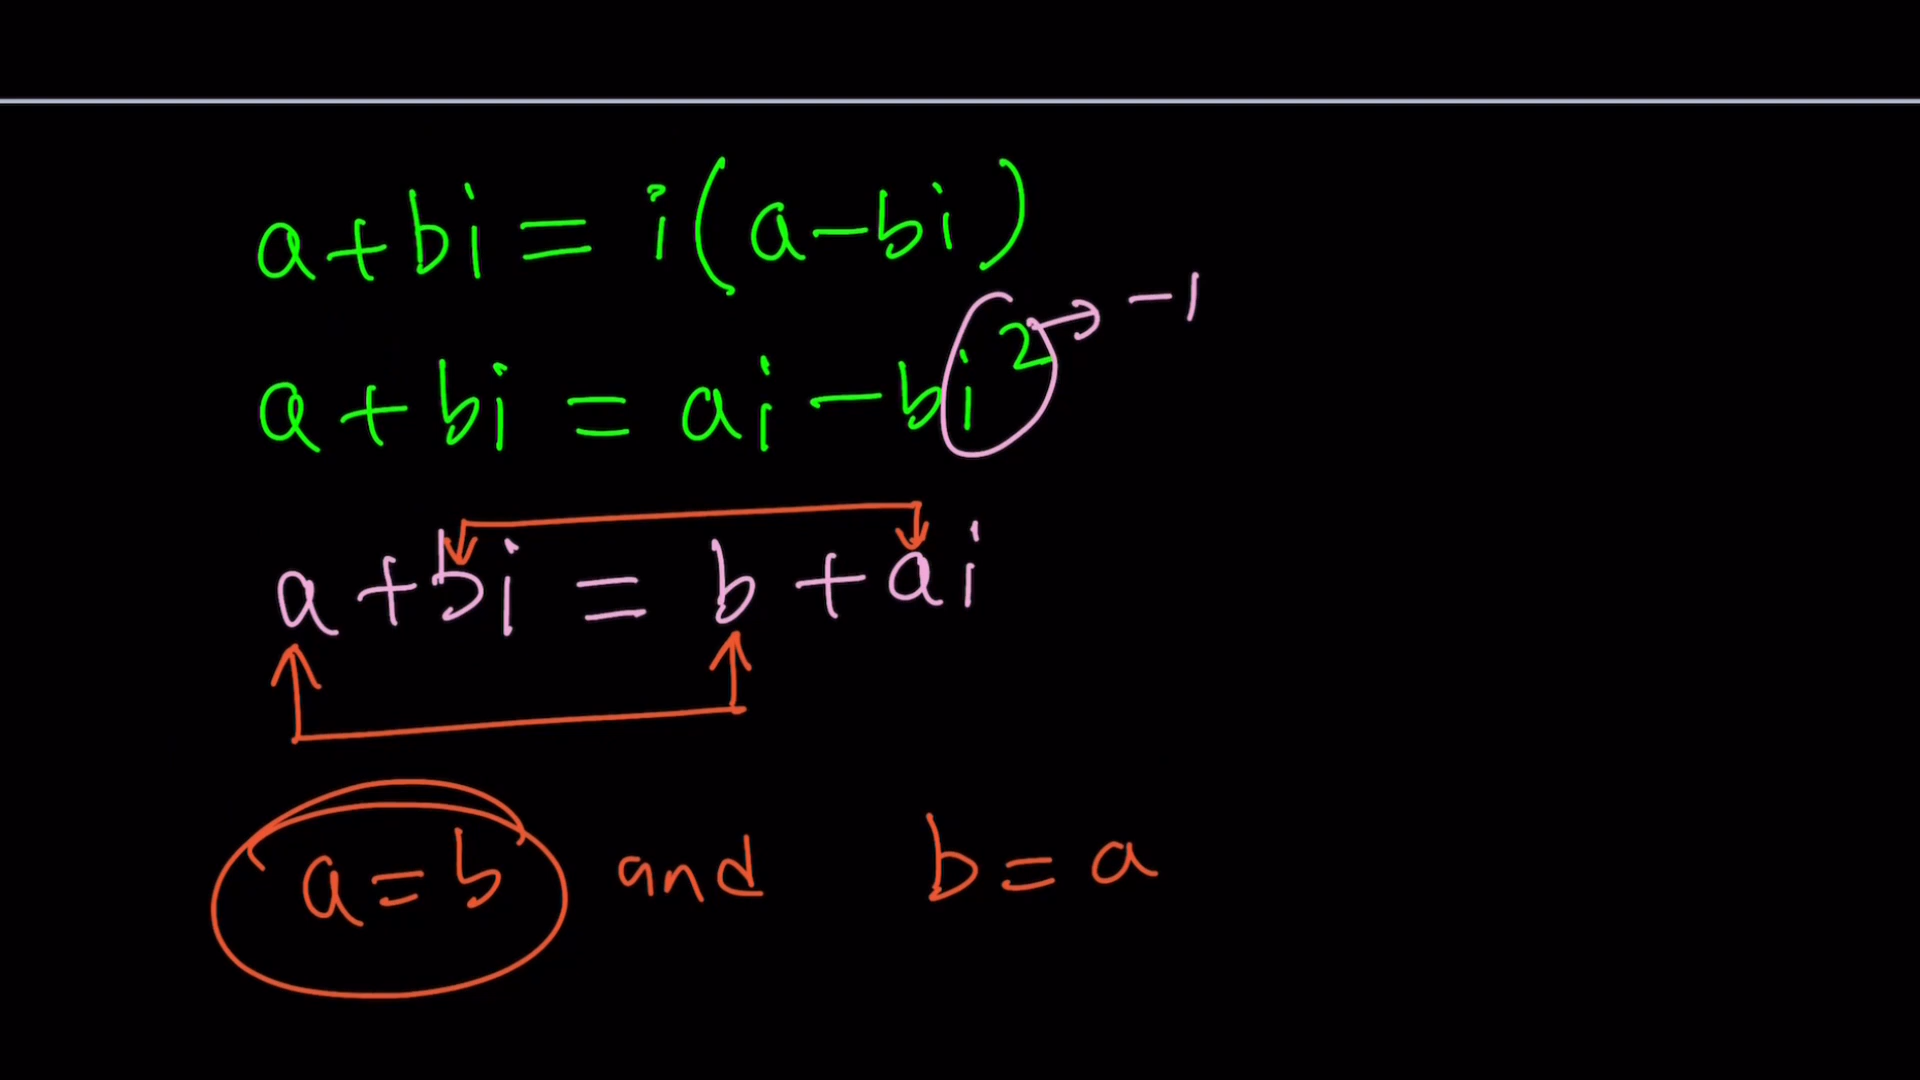 a+bi = i(a-bi)
a + bi = ai - bi² → -1
a+bi = b + ai
a=b and b=a